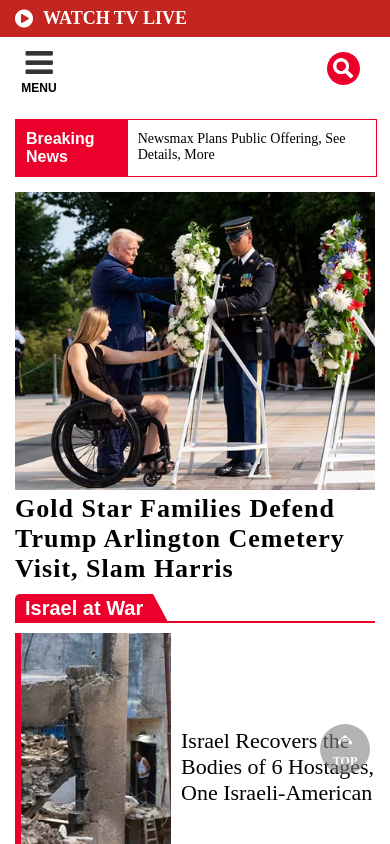 WATCH TV LIVE
MENU
Breaking
News
Newsmax Plans Public Offering, See
Details, More
Gold Star Families Defend
Trump Arlington Cemetery
Visit, Slam Harris
Israel at War
Israel Recovers the
Bodies of 6 Hostages,
One Israeli-American
TOP